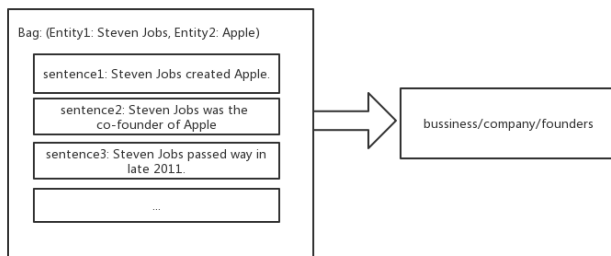 Bag: (Entity1: Steven Jobs, Entity2: Apple)
sentence1: Steven Jobs created Apple.
sentence2: Steven Jobs was the
co-founder of Apple
sentence3: Steven Jobs passed way in
late 2011.
...
bussiness/company/founders